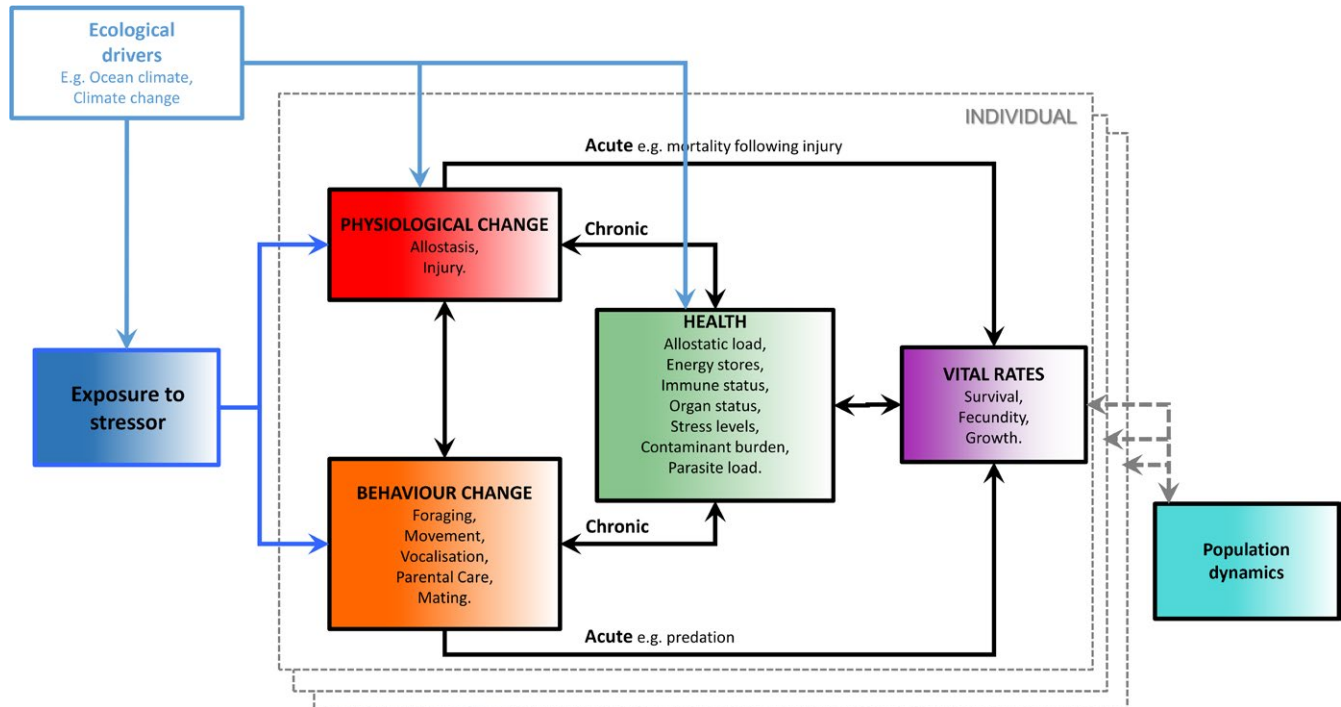 Ecological
drivers
E.g. Ocean climate,
Climate change
INDIVIDUAL
Acute e.g. mortality following injury
PHYSIOLOGICAL CHANGE
Allostasis,
Injury.
Chronic
HEALTH
Allostatic load,
Energy stores,
Immune status,
Organ status,
Stress levels,
Contaminant burden,
Parasite load.
VITAL RATES
Survival,
Fecundity,
Growth.
Exposure to
stressor
BEHAVIOUR CHANGE
Foraging,
Movement,
Vocalisation,
Parental Care,
Mating.
Chronic
Acute e.g. predation
Population
dynamics